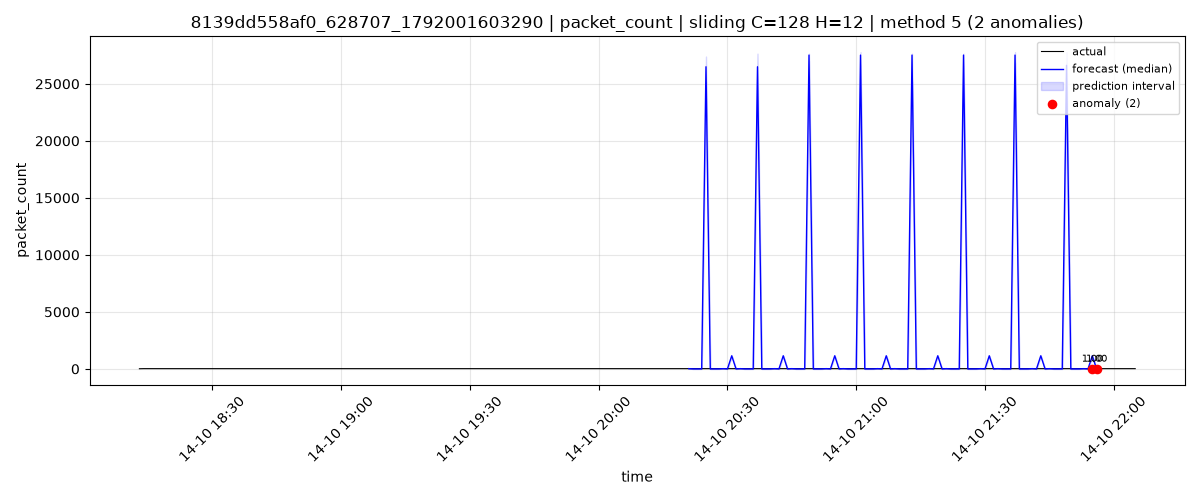 8139dd558af0_628707_1792001603290 | packet_count | sliding C=128 H=12 | method 5 (2 anomalies)
actual
forecast (median)
prediction interval
anomaly (2)
packet_count
25000
20000
15000
10000
5000
0
14-10 18:30
14-10 19:00
14-10 19:30
14-10 20:00
14-10 20:30
14-10 21:00
14-10 21:30
14-10 22:00
time